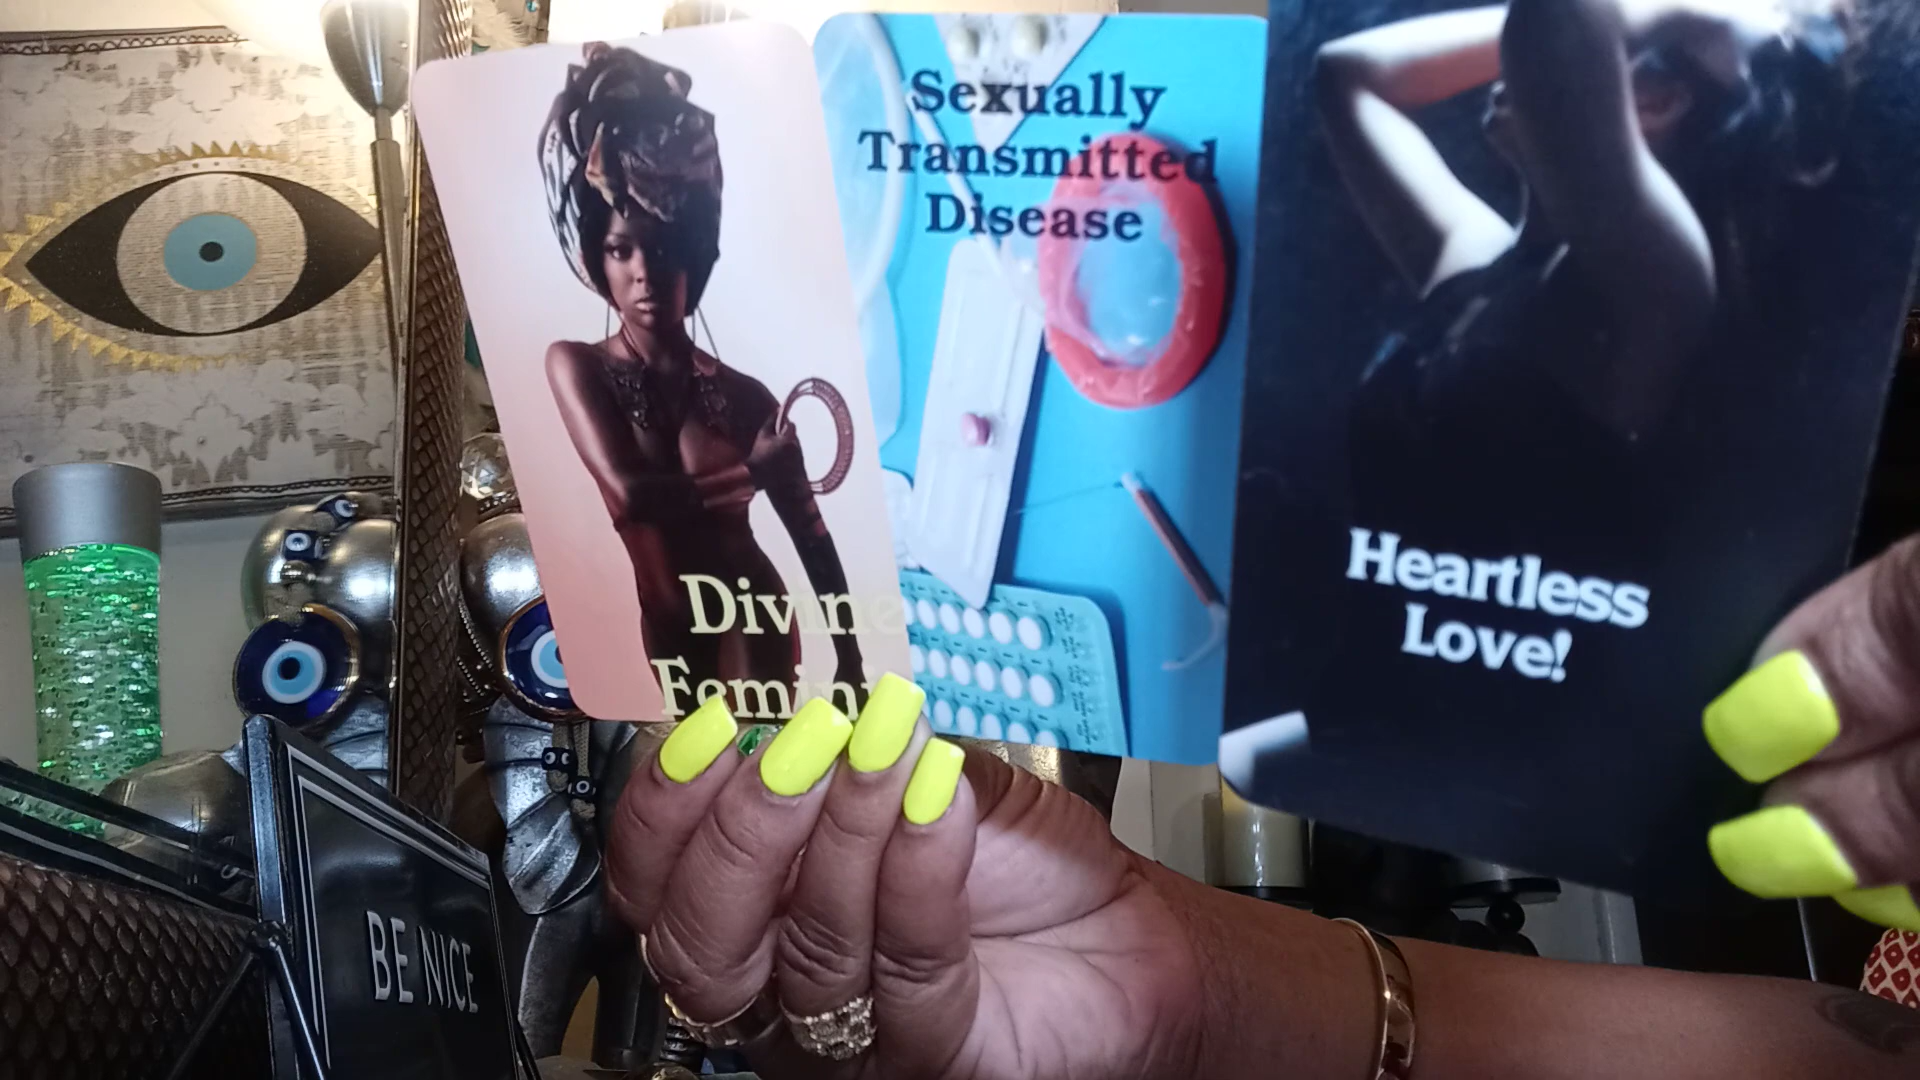 Divine
Femini
Sexually
Transmitted
Disease
Heartless
Love!
BE NICE